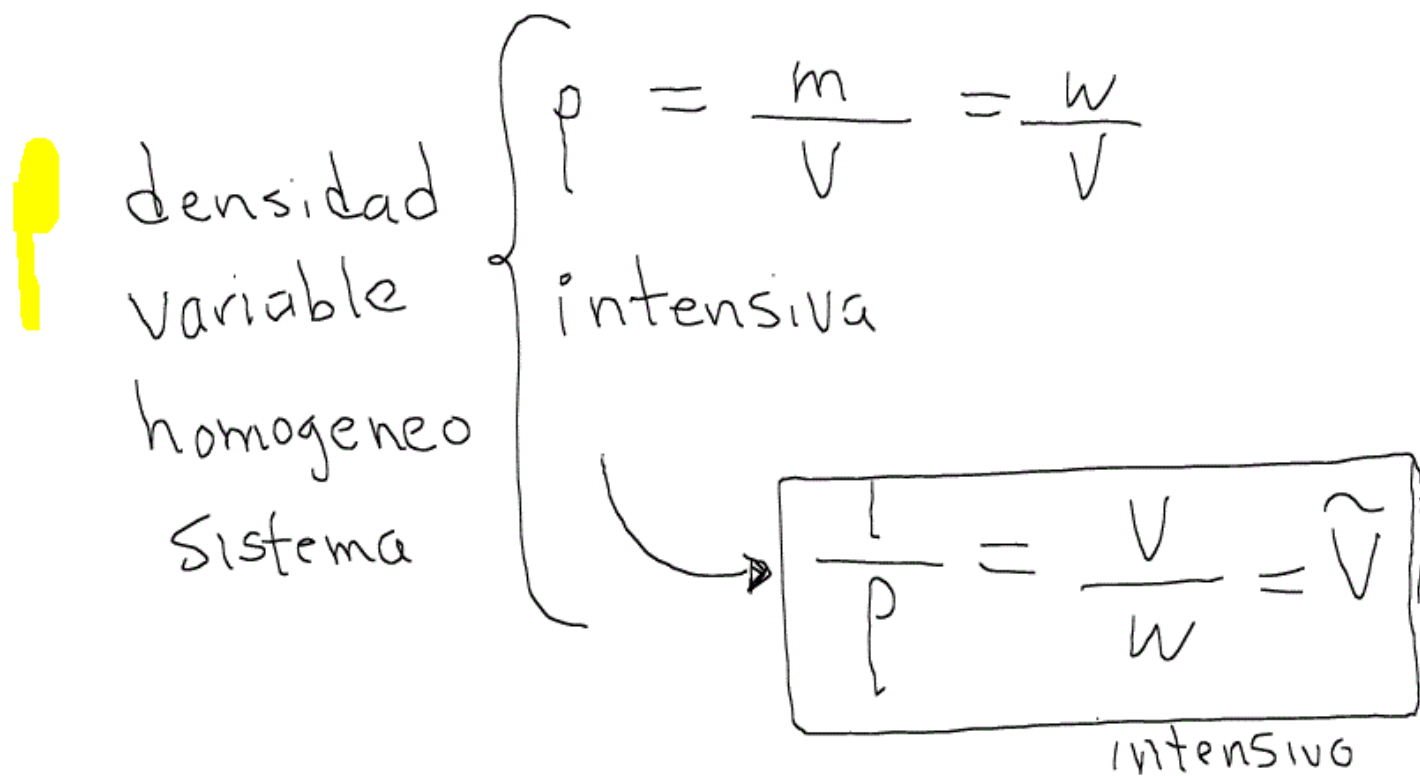 ρ densidad
variable
homogeneo
sistema
ρ = m/V = w/V
intensiva
1/ρ = V/w = Ṽ
intensivo